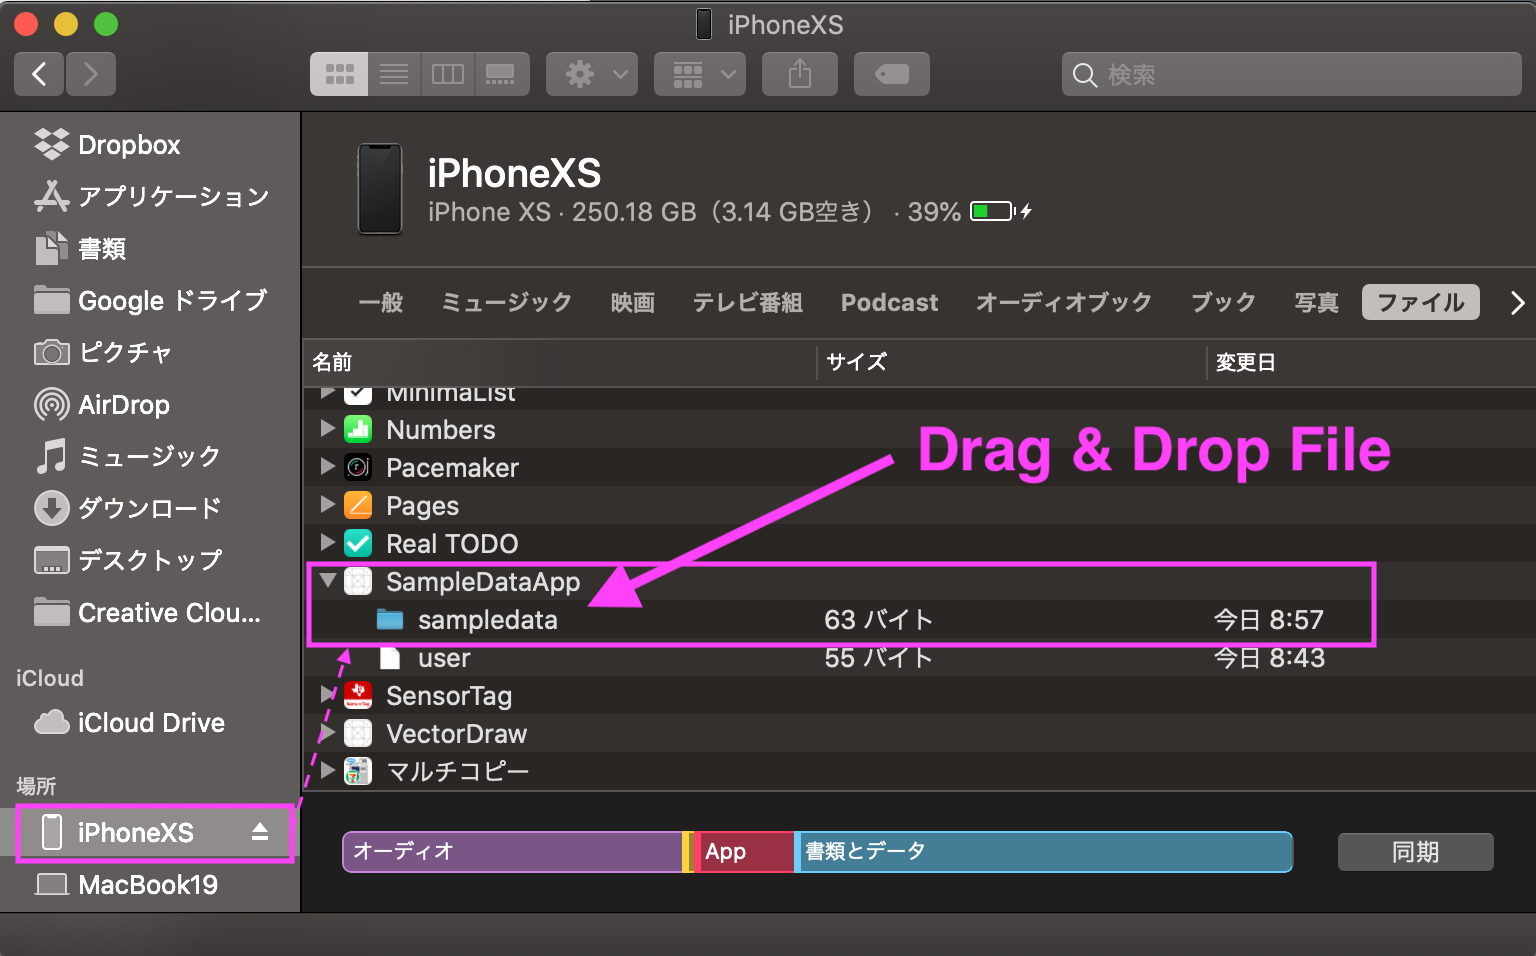 iPhoneXS
検索
Dropbox
アプリケーション
書類
Google ドライブ
ピクチャ
AirDrop
ミュージック
ダウンロード
デスクトップ
Creative Clou...
iCloud
iCloud Drive
場所
iPhoneXS
MacBook19
iPhoneXS
iPhone XS · 250.18 GB（3.14 GB空き） · 39%
一般 ミュージック 映画 テレビ番組 Podcast オーディオブック ブック 写真 ファイル
名前 サイズ 変更日
MinimaList
Numbers
Drag & Drop File
Pacemaker
Pages
Real TODO
SampleDataApp
sampledata 63 バイト 今日 8:57
user 55 バイト 今日 8:43
SensorTag
VectorDraw
マルチコピー
オーディオ App 書類とデータ 同期